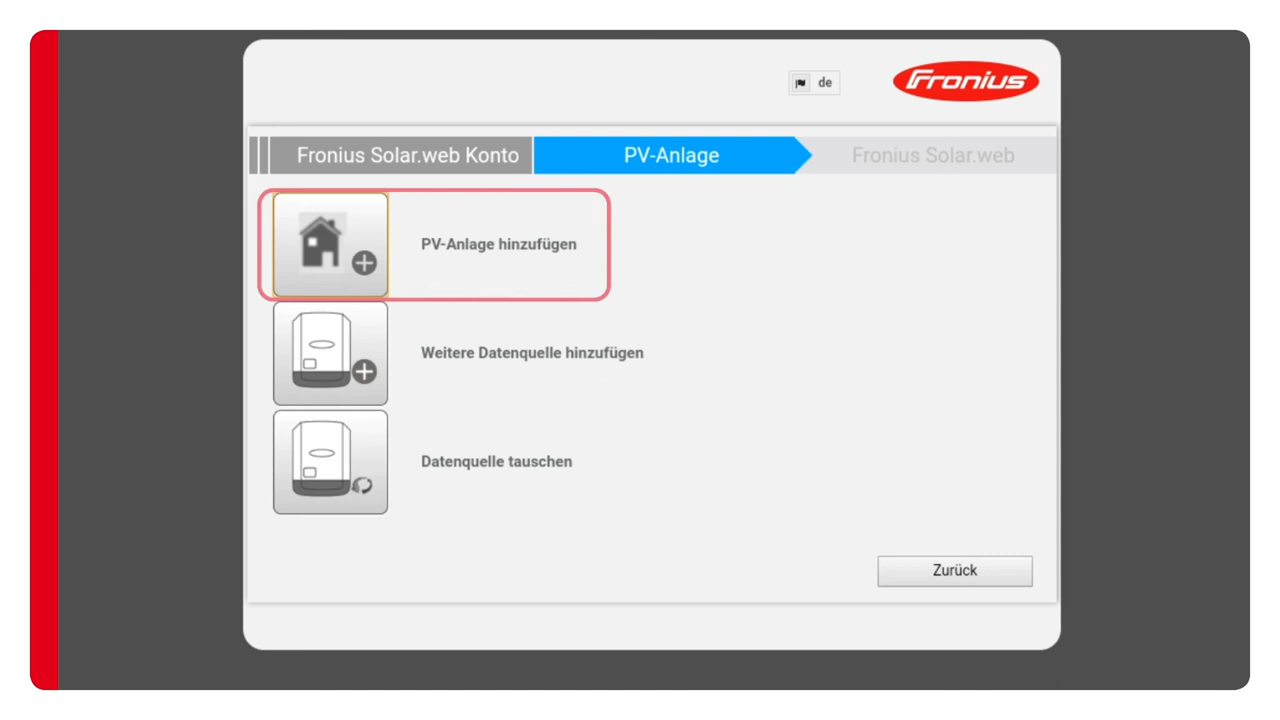 de
Fronius
Fronius Solar.web Konto
PV-Anlage
Fronius Solar.web
PV-Anlage hinzufügen
Weitere Datenquelle hinzufügen
Datenquelle tauschen
Zurück